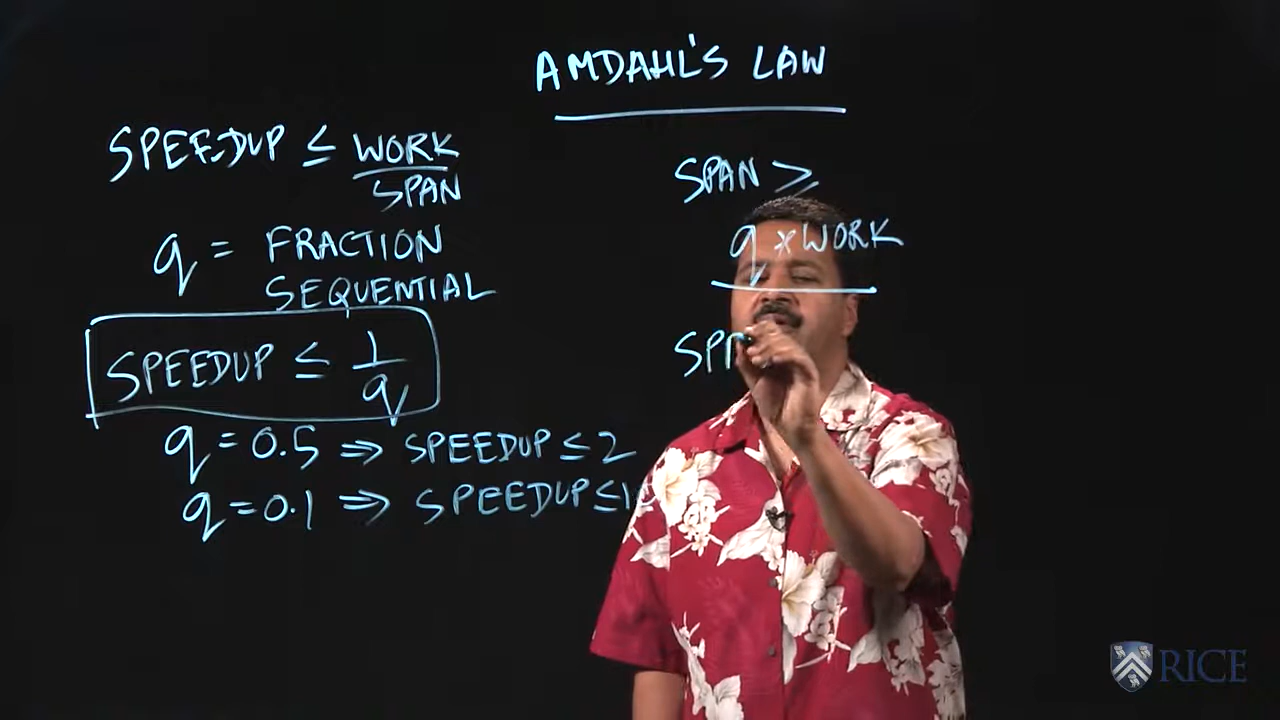 AMDAHL'S LAW
SPEEDUP ≤ WORK
SPAN
q = FRACTION
SEQUENTIAL
SPEEDUP ≤ 1
q
q = 0.5 ⇒ SPEEDUP ≤ 2
q = 0.1 ⇒ SPEEDUP ≤
SPAN ≥
q × WORK
RICE